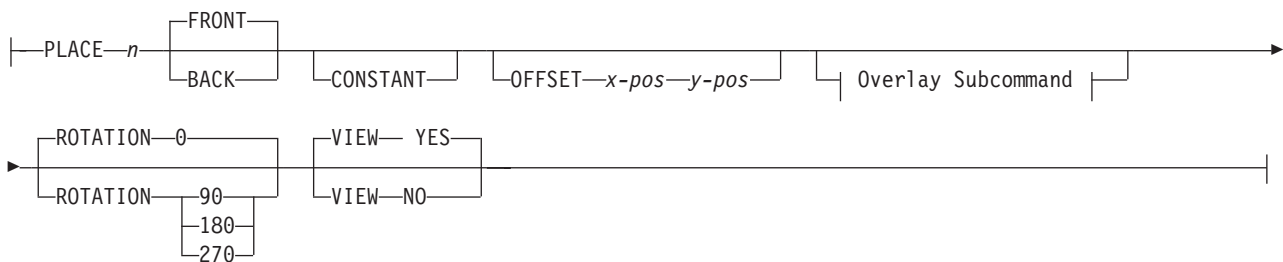 FRONT
PLACE n
BACK
CONSTANT
OFFSET x-pos y-pos
Overlay Subcommand
ROTATION 0
ROTATION 90
180
270
VIEW YES
VIEW NO